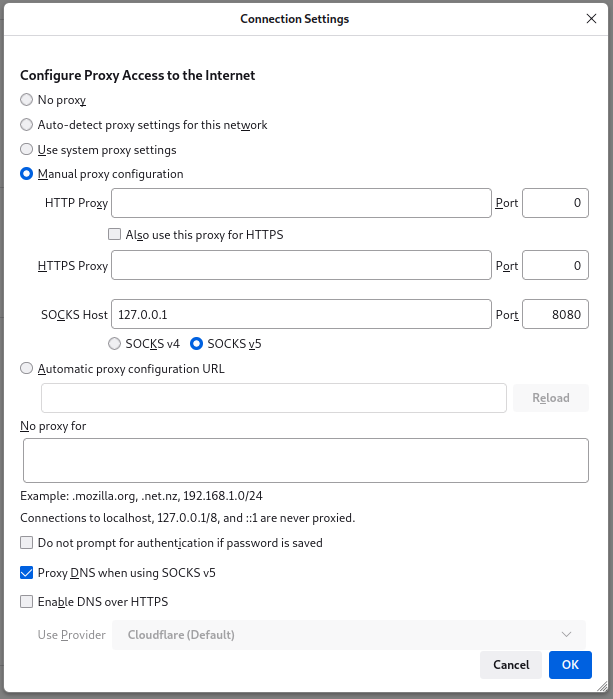 Connection Settings
Configure Proxy Access to the Internet
No proxy
Auto-detect proxy settings for this network
Use system proxy settings
Manual proxy configuration
HTTP Proxy Port 0
Also use this proxy for HTTPS
HTTPS Proxy Port 0
SOCKS Host 127.0.0.1 Port 8080
SOCKS v4 SOCKS v5
Automatic proxy configuration URL
Reload
No proxy for
Example: .mozilla.org, .net.nz, 192.168.1.0/24
Connections to localhost, 127.0.0.1/8, and ::1 are never proxied.
Do not prompt for authentication if password is saved
Proxy DNS when using SOCKS v5
Enable DNS over HTTPS
Use Provider Cloudflare (Default)
Cancel OK